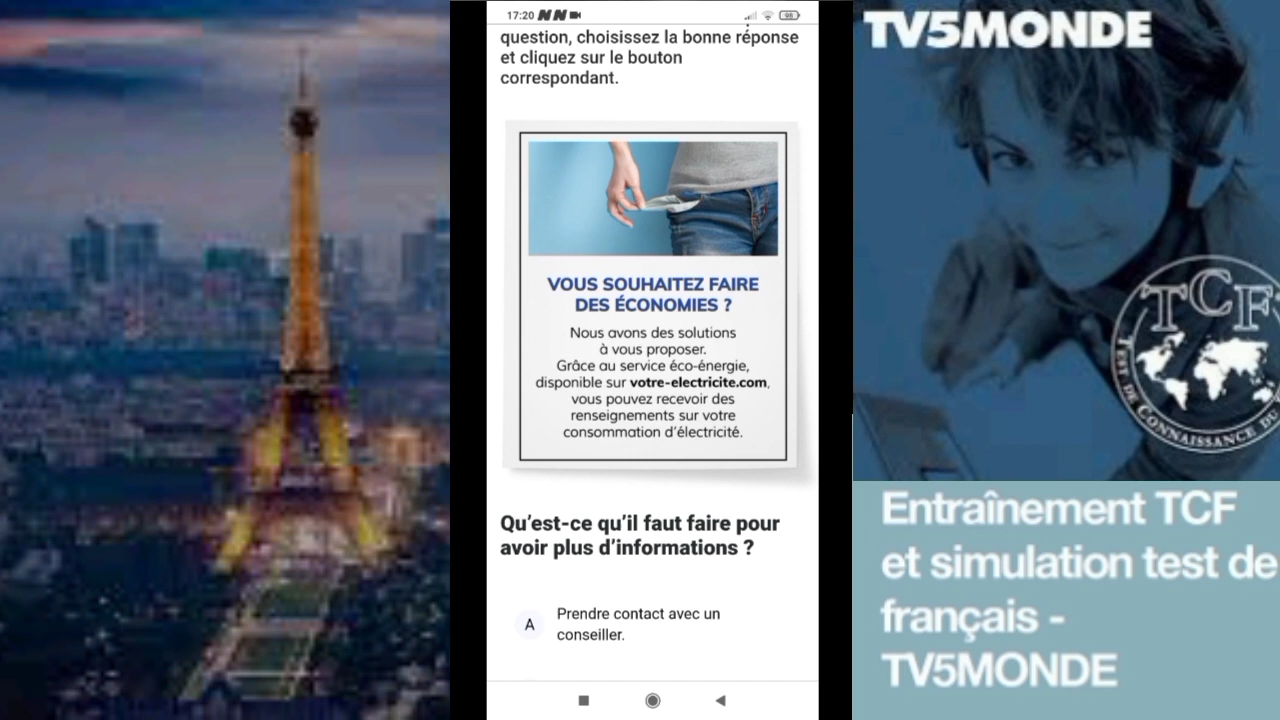 17:20
98
question, choisissez la bonne réponse
et cliquez sur le bouton
correspondant.
VOUS SOUHAITEZ FAIRE
DES ÉCONOMIES ?
Nous avons des solutions
à vous proposer.
Grâce au service éco-énergie,
disponible sur votre-electricite.com,
vous pouvez recevoir des
renseignements sur votre
consommation d'électricité.
Qu'est-ce qu'il faut faire pour
avoir plus d'informations ?
A
Prendre contact avec un
conseiller.
TV5MONDE
TCF
TEST DE CONNAISSANCE DU
Entraînement TCF
et simulation test de
français -
TV5MONDE